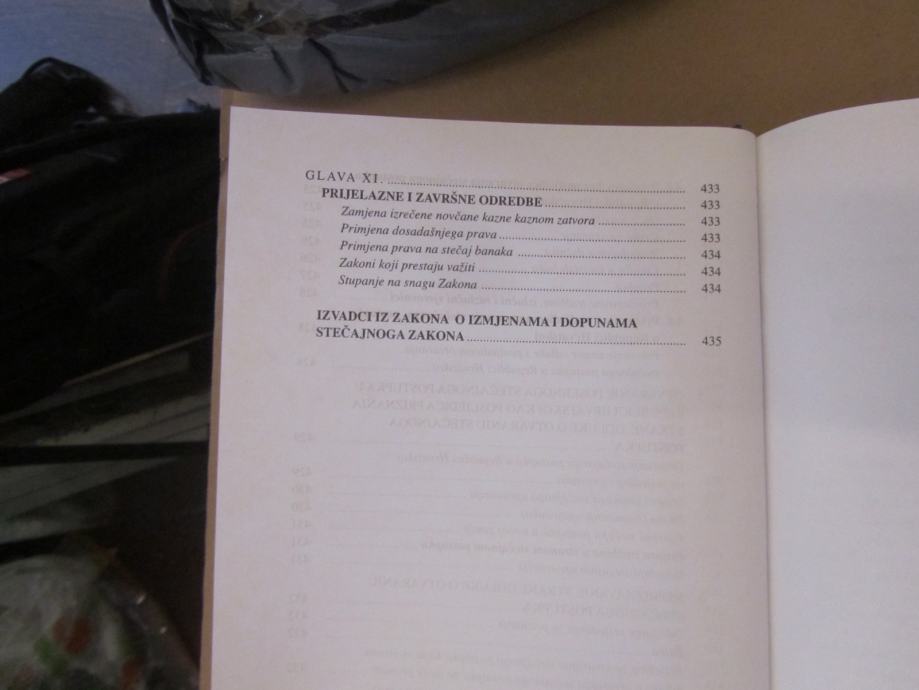 GLAVA XI. ........ 433
PRIJELAZNE I ZAVRŠNE ODREDBE ........ 433
Zamjena izrečene novčane kazne kaznom zatvora ........ 433
Primjena dosadašnjega prava ........ 433
Primjena prava na stečaj banaka ........ 434
Zakoni koji prestaju važiti ........ 434
Stupanje na snagu Zakona ........ 434
IZVADCI IZ ZAKONA O IZMJENAMA I DOPUNAMA
STEČAJNOGA ZAKONA ........ 435